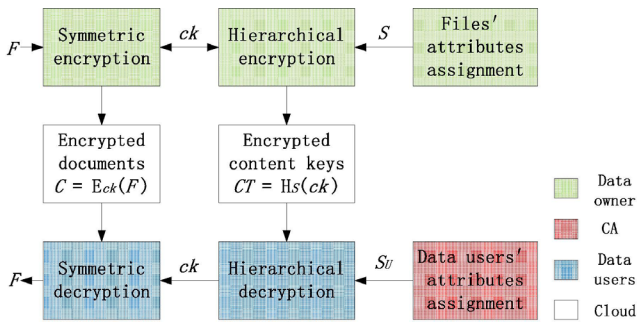 F
Symmetric
encryption
ck
Hierarchical
encryption
S
Files'
attributes
assignment
Encrypted
documents
C = Eck(F)
Encrypted
content keys
CT = HS(ck)
F
Symmetric
decryption
ck
Hierarchical
decryption
SU
Data users'
attributes
assignment
Data
owner
CA
Data
users
Cloud